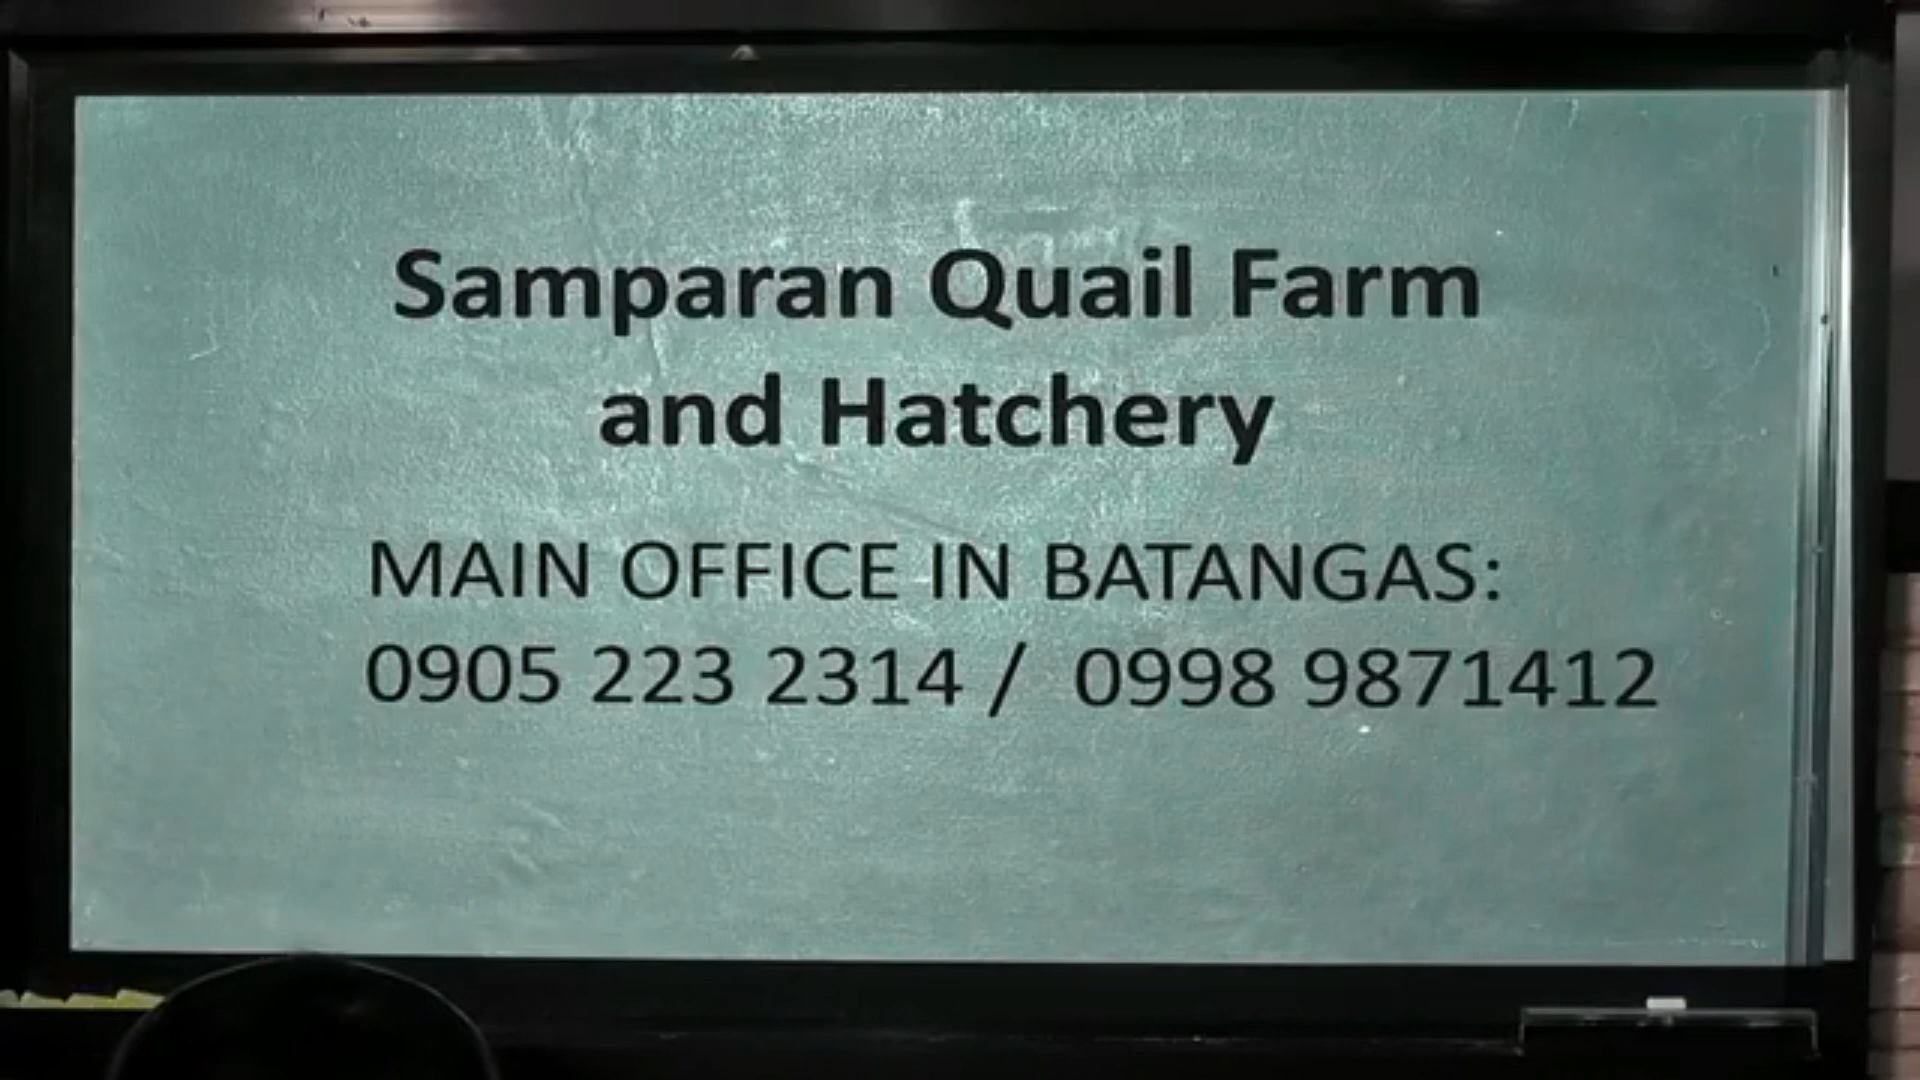 Samparan Quail Farm
and Hatchery
MAIN OFFICE IN BATANGAS:
0905 223 2314 / 0998 9871412